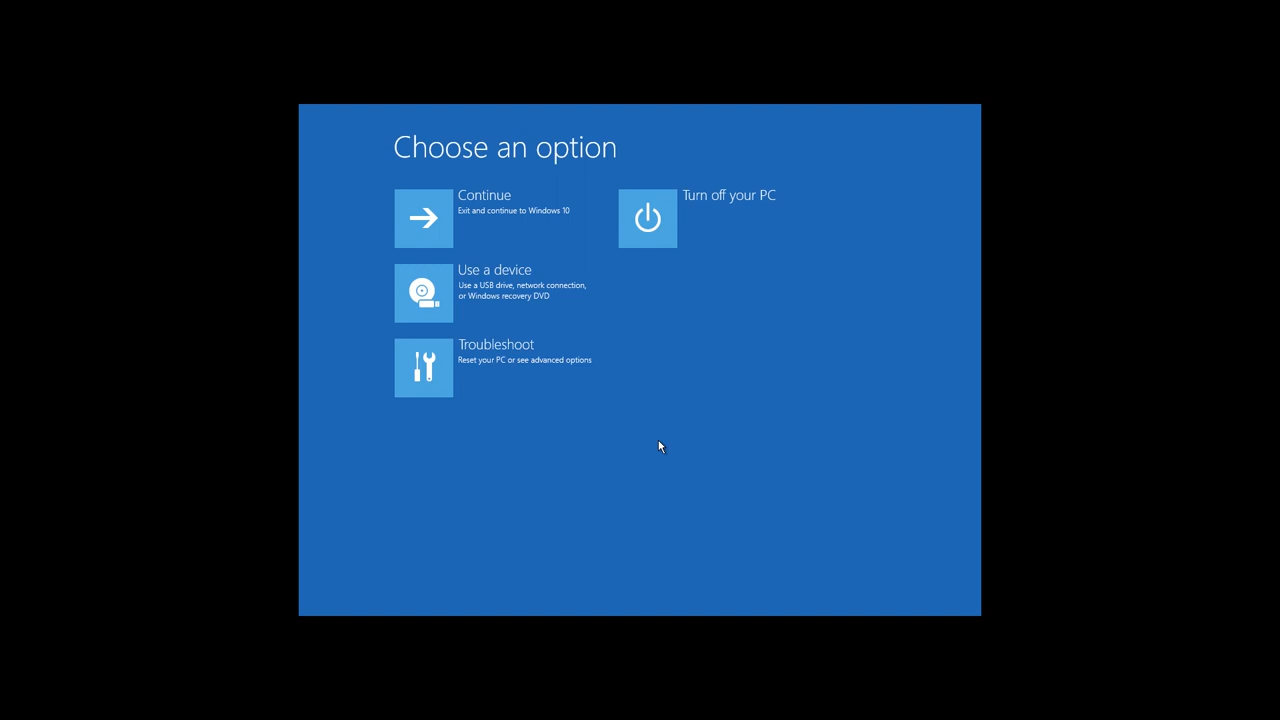 Choose an option
Continue
Exit and continue to Windows 10
Turn off your PC
Use a device
Use a USB drive, network connection,
or Windows recovery DVD
Troubleshoot
Reset your PC or see advanced options